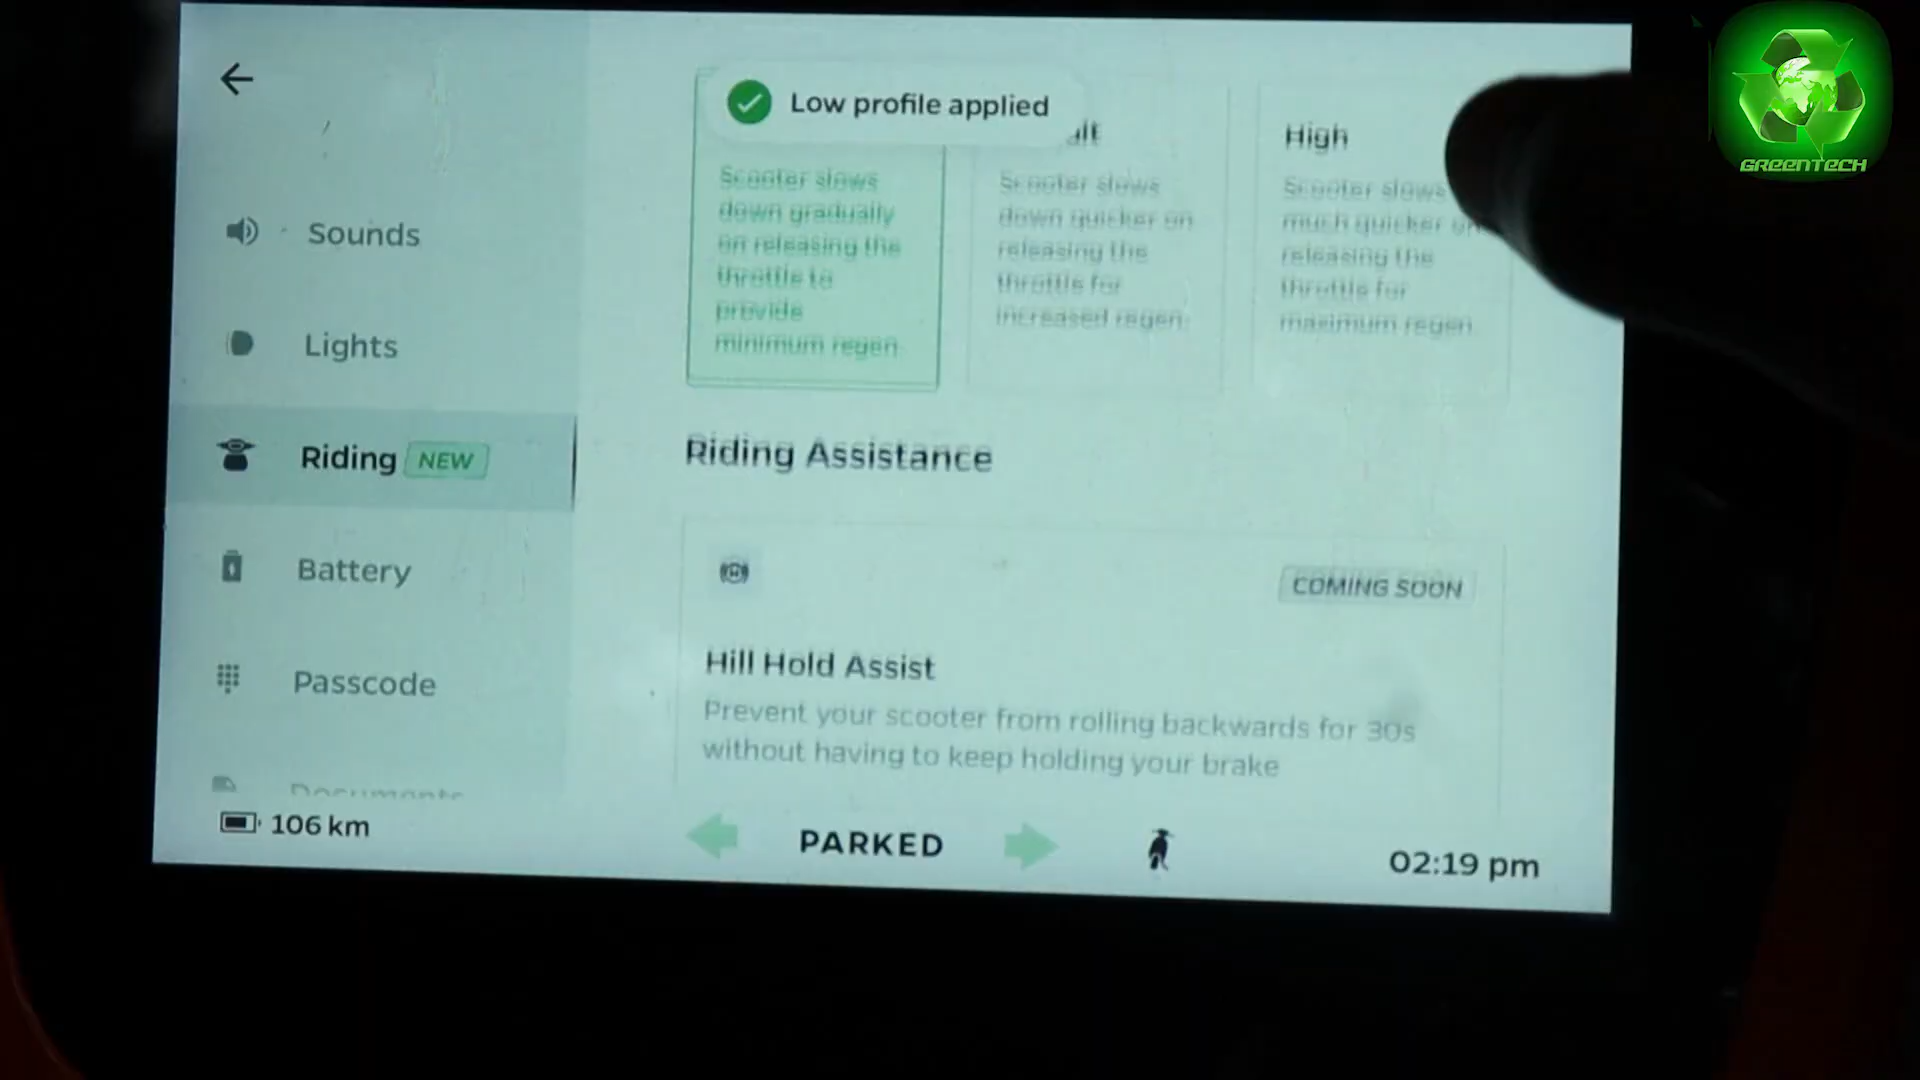 Low profile applied
High
Scooter slows
down gradually
on releasing the
throttle to
provide
minimum regen
Scooter slows
down quicker on
releasing the
throttle for
increased regen
Scooter slows
much quicker on
releasing the
throttle for
maximum regen
Sounds
Lights
Riding NEW
Battery
Passcode
Documents
Riding Assistance
COMING SOON
Hill Hold Assist
Prevent your scooter from rolling backwards for 30s
without having to keep holding your brake
106 km
PARKED
02:19 pm
GREENTECH